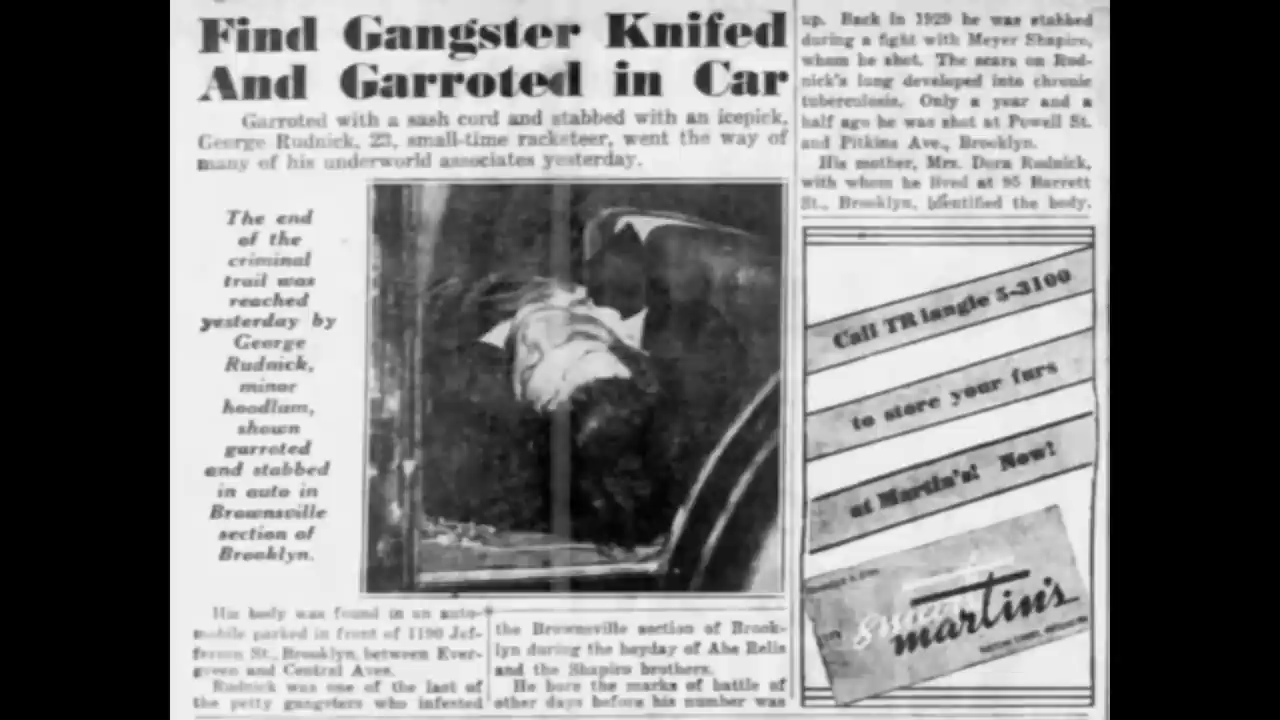 Find Gangster Knifed
And Garroted in Car
Garroted with a sash cord and stabbed with an icepick,
George Rudnick, 23, small-time racketeer, went the way of
many of his underworld associates yesterday.
The end
of the
criminal
trail was
reached
yesterday by
George
Rudnick,
minor
hoodlam,
shown
garroted
and stabbed
in auto in
Brownsville
section of
Brooklyn.
His body was found in an auto-
mobile parked in front of 1190 Jef-
ferson St., Brooklyn, between Ever-
green and Central Aves.
Rudnick was one of the last of
the petty gangsters who infested
the Brownsville section of Brook-
lyn during the heyday of Abe Relis
and the Shapiro brothers.
He bore the marks of battle of
other days before his number was
up. Back in 1929 he was stabbed
during a fight with Meyer Shapiro,
whom he shot. The scars on Rud-
nick's lung developed into chronic
tuberculosis. Only a year and a
half ago he was shot at Powell St.
and Pitkins Ave., Brooklyn.
His mother, Mrs. Dora Rudnick,
with whom he lived at 95 Barrett
St., Brooklyn, identified the body.
Call TRiangle 5-3100
to store your furs
at Martin's! Now!
martin's